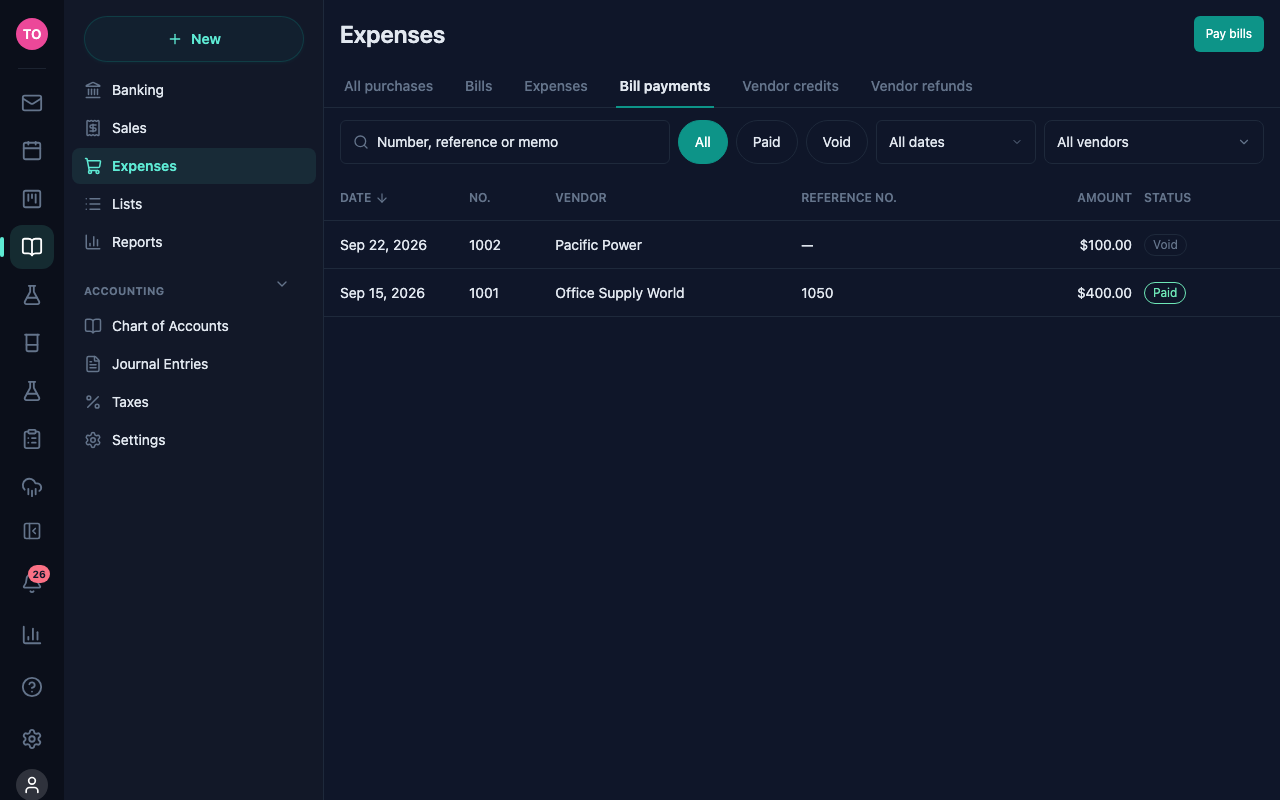 TO
New
Banking
Sales
Expenses
Lists
Reports
ACCOUNTING
Chart of Accounts
Journal Entries
Taxes
Settings
26
Expenses
Pay bills
All purchases Bills Expenses Bill payments Vendor credits Vendor refunds
Number, reference or memo All Paid Void All dates All vendors
DATE NO. VENDOR REFERENCE NO. AMOUNT STATUS
Sep 22, 2026 1002 Pacific Power — $100.00 Void
Sep 15, 2026 1001 Office Supply World 1050 $400.00 Paid